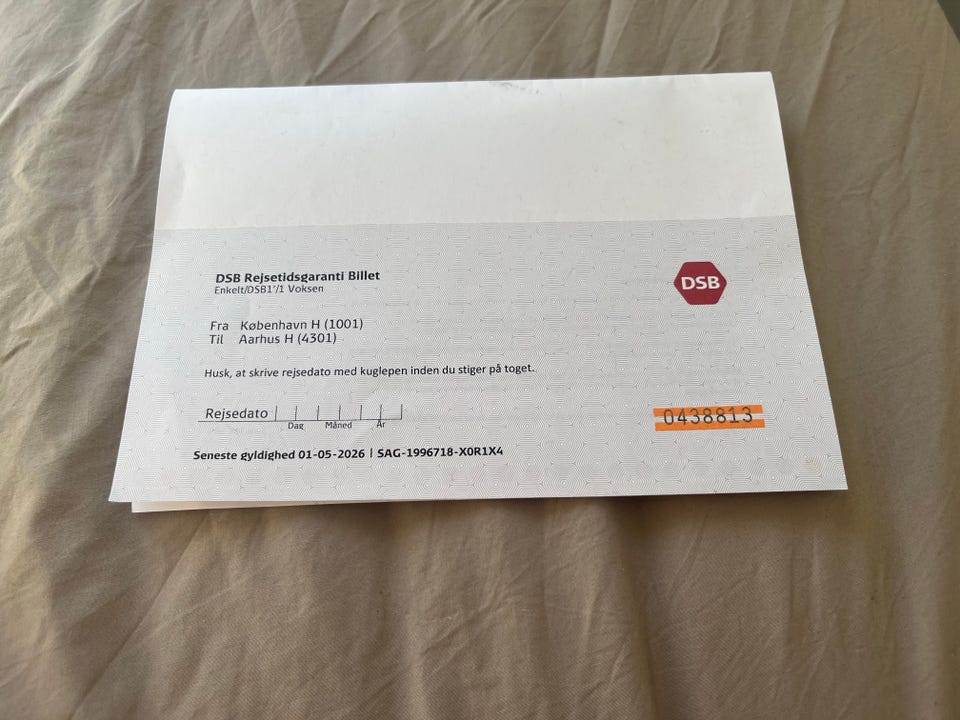 DSB Rejsetidsgaranti Billet
Enkelt/DSB1'/1 Voksen
DSB
Fra København H (1001)
Til Aarhus H (4301)
Husk, at skrive rejsedato med kuglepen inden du stiger på toget.
Rejsedato
Dag Måned År
0438813
Seneste gyldighed 01-05-2026 | SAG-1996718-X0R1X4